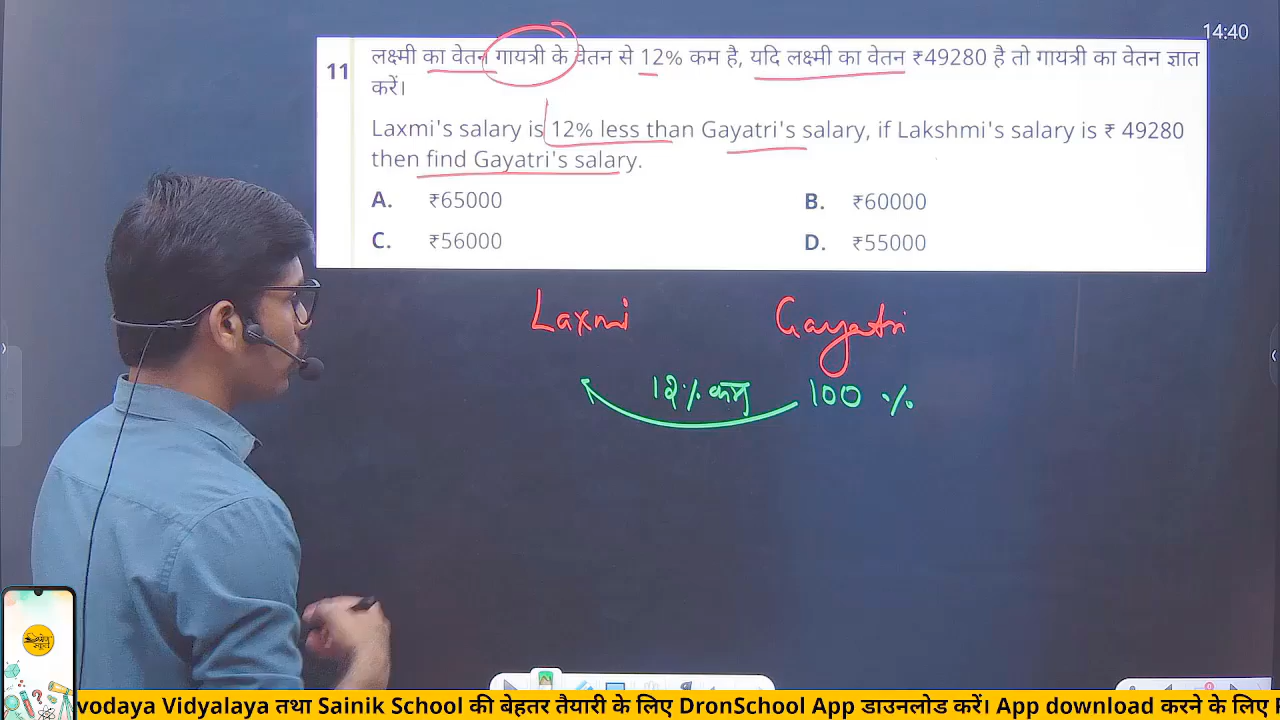 14:40
11
लक्ष्मी का वेतन गायत्री के वेतन से 12% कम है, यदि लक्ष्मी का वेतन ₹49280 है तो गायत्री का वेतन ज्ञात
करें।
Laxmi's salary is 12% less than Gayatri's salary, if Lakshmi's salary is ₹ 49280
then find Gayatri's salary.
A. ₹65000 B. ₹60000
C. ₹56000 D. ₹55000
Laxmi Gayatri
12% कम 100 %
vodaya Vidyalaya तथा Sainik School की बेहतर तैयारी के लिए DronSchool App डाउनलोड करें। App download करने के लिए